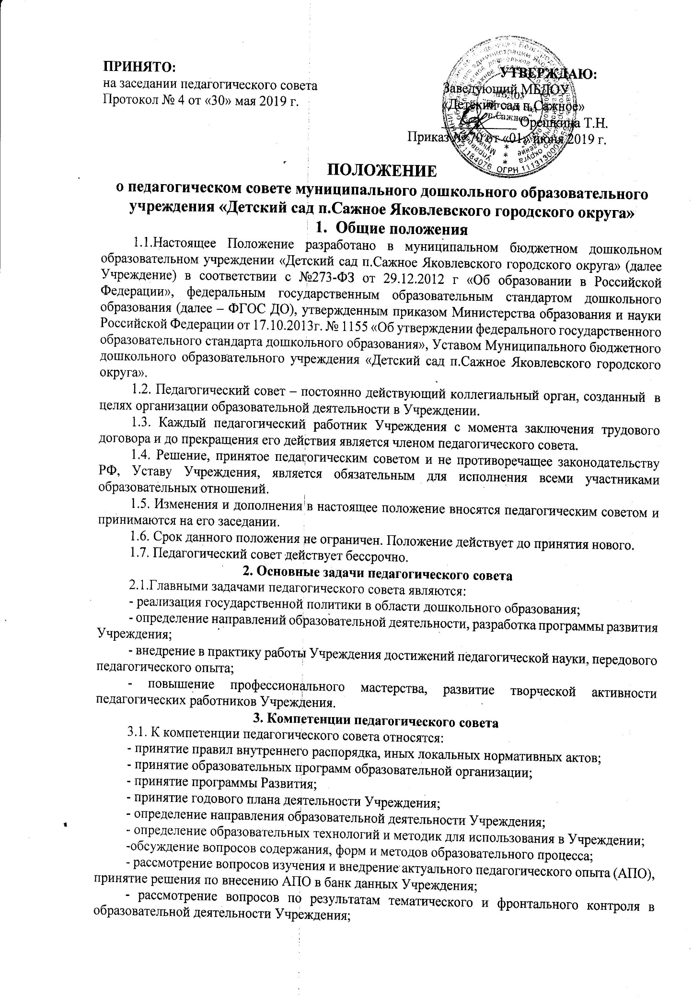 ПРИНЯТО:
на заседании педагогического совета
Протокол № 4 от «30» мая 2019 г.
УТВЕРЖДАЮ:
Заведующий МБДОУ
«Детский сад п.Сажное»
Орешкина Т.Н.
Приказ № 70 от «01» июня 2019 г.
МБДОУ
п.Сажное"
ОГРН
ПОЛОЖЕНИЕ
о педагогическом совете муниципального дошкольного образовательного
учреждения «Детский сад п.Сажное Яковлевского городского округа»
1. Общие положения
1.1.Настоящее Положение разработано в муниципальном бюджетном дошкольном
образовательном учреждении «Детский сад п.Сажное Яковлевского городского округа» (далее
Учреждение) в соответствии с №273-ФЗ от 29.12.2012 г «Об образовании в Российской
Федерации», федеральным государственным образовательным стандартом дошкольного
образования (далее – ФГОС ДО), утвержденным приказом Министерства образования и науки
Российской Федерации от 17.10.2013г. № 1155 «Об утверждении федерального государственного
образовательного стандарта дошкольного образования», Уставом Муниципального бюджетного
дошкольного образовательного учреждения «Детский сад п.Сажное Яковлевского городского
округа».
1.2. Педагогический совет – постоянно действующий коллегиальный орган, созданный в
целях организации образовательной деятельности в Учреждении.
1.3. Каждый педагогический работник Учреждения с момента заключения трудового
договора и до прекращения его действия является членом педагогического совета.
1.4. Решение, принятое педагогическим советом и не противоречащее законодательству
РФ, Уставу Учреждения, является обязательным для исполнения всеми участниками
образовательных отношений.
1.5. Изменения и дополнения в настоящее положение вносятся педагогическим советом и
принимаются на его заседании.
1.6. Срок данного положения не ограничен. Положение действует до принятия нового.
1.7. Педагогический совет действует бессрочно.
2. Основные задачи педагогического совета
2.1.Главными задачами педагогического совета являются:
- реализация государственной политики в области дошкольного образования;
- определение направлений образовательной деятельности, разработка программы развития
Учреждения;
- внедрение в практику работы Учреждения достижений педагогической науки, передового
педагогического опыта;
- повышение профессионального мастерства, развитие творческой активности
педагогических работников Учреждения.
3. Компетенции педагогического совета
3.1. К компетенции педагогического совета относятся:
- принятие правил внутреннего распорядка, иных локальных нормативных актов;
- принятие образовательных программ образовательной организации;
- принятие программы Развития;
- принятие годового плана деятельности Учреждения;
- определение направления образовательной деятельности Учреждения;
- определение образовательных технологий и методик для использования в Учреждении;
-обсуждение вопросов содержания, форм и методов образовательного процесса;
- рассмотрение вопросов изучения и внедрение актуального педагогического опыта (АПО),
принятие решения по внесению АПО в банк данных Учреждения;
- рассмотрение вопросов по результатам тематического и фронтального контроля в
образовательной деятельности Учреждения;